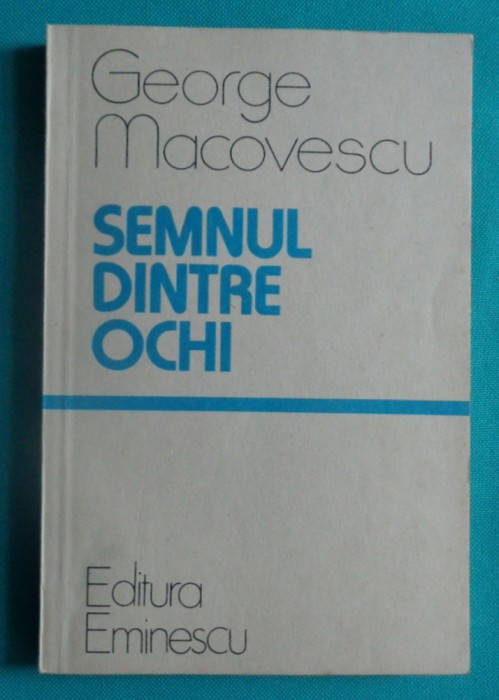 George
Macovescu
SEMNUL
DINTRE
OCHI
Editura
Eminescu